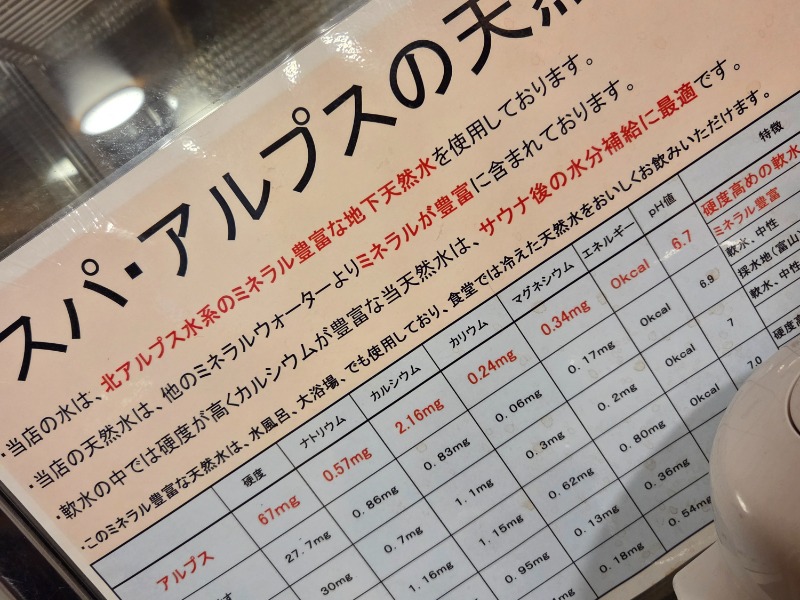 スパ・アルプスの天然
・当店の水は、北アルプス水系のミネラル豊富な地下天然水を使用しております。
・当店の天然水は、他のミネラルウォーターよりミネラルが豊富に含まれております。
・軟水の中では硬度が高くカルシウムが豊富な当天然水は、サウナ後の水分補給に最適です。
・このミネラル豊富な天然水は、水風呂、大浴場、でも使用しており、食堂では冷えた天然水をおいしくお飲みいただけます。
硬度 ナトリウム カルシウム カリウム マグネシウム エネルギー pH値 特徴
アルプス 67mg 0.57mg 2.16mg 0.24mg 0.34mg 0kcal 6.7 硬度高めの軟水
ミネラル豊富
27.7mg 0.86mg 0.83mg 0.06mg 0.17mg 0kcal 6.9 軟水、中性
採水地(富山)
30mg 0.7mg 1.1mg 0.3mg 0.2mg 0kcal 7 軟水、中性
1.16mg 1.15mg 0.62mg 0.80mg 0kcal 7.0 硬度
0.95mg 0.13mg 0.36mg
0.18mg 0.54mg